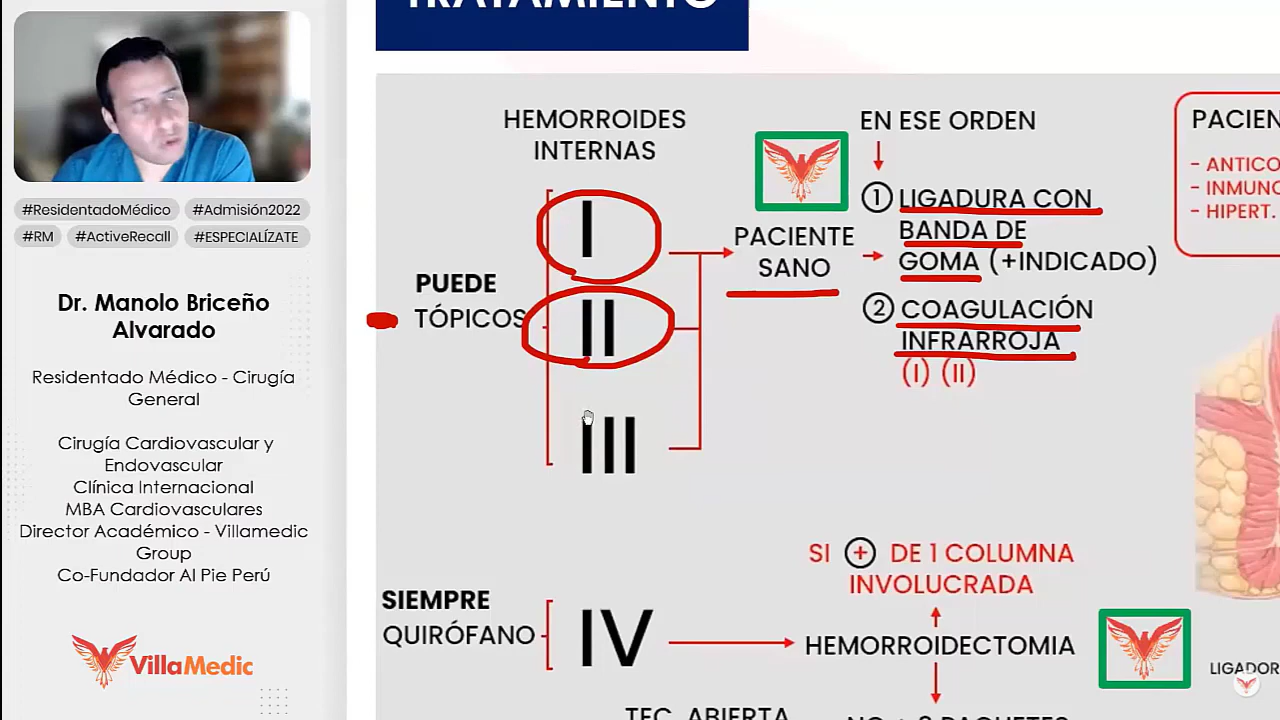 #ResidentadoMédico
#Admisión2022
#RM
#ActiveRecall
#ESPECIALÍZATE
Dr. Manolo Briceño
Alvarado
Residentado Médico - Cirugía
General
Cirugía Cardiovascular y
Endovascular
Clínica Internacional
MBA Cardiovasculares
Director Académico - Villamedic
Group
Co-Fundador Al Pie Perú
VillaMedic
TRATAMIENTO
HEMORROIDES
INTERNAS
PUEDE
TÓPICOS
I
II
III
PACIENTE
SANO
EN ESE ORDEN
1 LIGADURA CON
BANDA DE
GOMA (+INDICADO)
2 COAGULACIÓN
INFRARROJA
(I) (II)
PACIEN
- ANTICO
- INMUNO
- HIPERT.
SIEMPRE
QUIRÓFANO
IV
SI + DE 1 COLUMNA
INVOLUCRADA
HEMORROIDECTOMIA
TEC. ABIERTA
LIGADOR